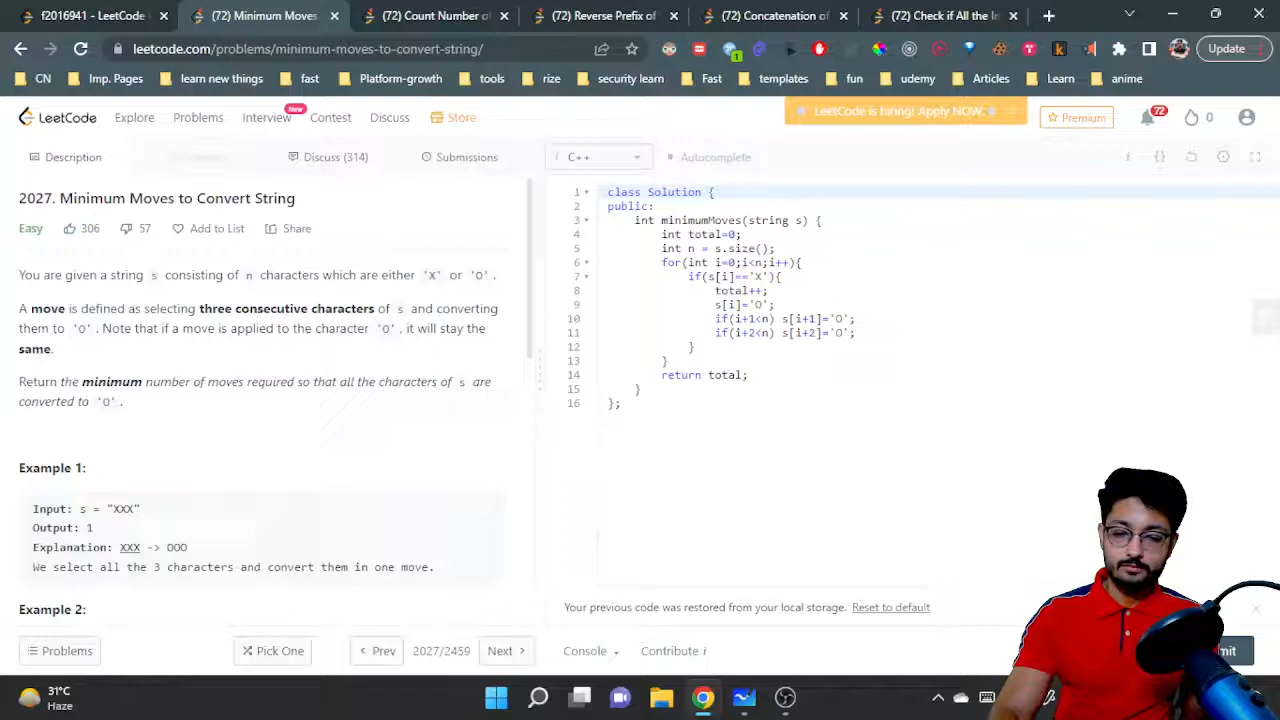 f2016941 - LeetCode
(72) Minimum Moves
(72) Count Number of
(72) Reverse Prefix of
(72) Concatenation of
(72) Check if All the In
leetcode.com/problems/minimum-moves-to-convert-string/
Update
CN
Imp. Pages
learn new things
fast
Platform-growth
tools
rise
security learn
Fast
templates
fun
udemy
Articles
Learn
anime
LeetCode
Explore
Problems
Interview
New
Contest
Discuss
Store
LeetCode is hiring! Apply NOW.
Premium
72
0
Description
Discuss (314)
Submissions
i C++
Autocomplete
2027. Minimum Moves to Convert String
Easy
306
57
Add to List
Share
You are given a string s consisting of n characters which are either 'X' or 'O'.
A move is defined as selecting three consecutive characters of s and converting
them to 'O'. Note that if a move is applied to the character 'O', it will stay the
same.
Return the minimum number of moves required so that all the characters of s are
converted to 'O'.
Example 1:
Input: s = "XXX"
Output: 1
Explanation: XXX -> OOO
We select all the 3 characters and convert them in one move.
Example 2:
1 class Solution {
2 public:
3 int minimumMoves(string s) {
4 int total=0;
5 int n = s.size();
6 for(int i=0;i<n;i++){
7 if(s[i]=='X'){
8 total++;
9 s[i]='O';
10 if(i+1<n) s[i+1]='O';
11 if(i+2<n) s[i+2]='O';
12 }
13 }
14 return total;
15 }
16 };
Your previous code was restored from your local storage. Reset to default
Problems
Pick One
< Prev
2027/2459
Next >
Console
Contribute i
31°C
Haze